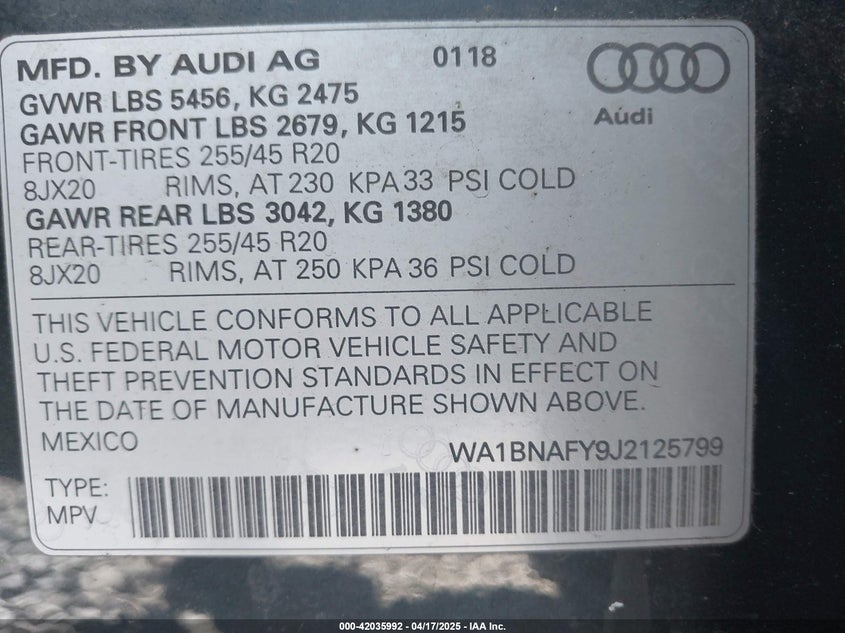 MFD. BY AUDI AG 0118
GVWR LBS 5456, KG 2475
GAWR FRONT LBS 2679, KG 1215
FRONT-TIRES 255/45 R20
8JX20 RIMS, AT 230 KPA 33 PSI COLD
GAWR REAR LBS 3042, KG 1380
REAR-TIRES 255/45 R20
8JX20 RIMS, AT 250 KPA 36 PSI COLD
Audi
THIS VEHICLE CONFORMS TO ALL APPLICABLE
U.S. FEDERAL MOTOR VEHICLE SAFETY AND
THEFT PREVENTION STANDARDS IN EFFECT ON
THE DATE OF MANUFACTURE SHOWN ABOVE.
MEXICO WA1BNAFY9J2125799
TYPE:
MPV
000-42035992 - 04/17/2025 - IAA Inc.